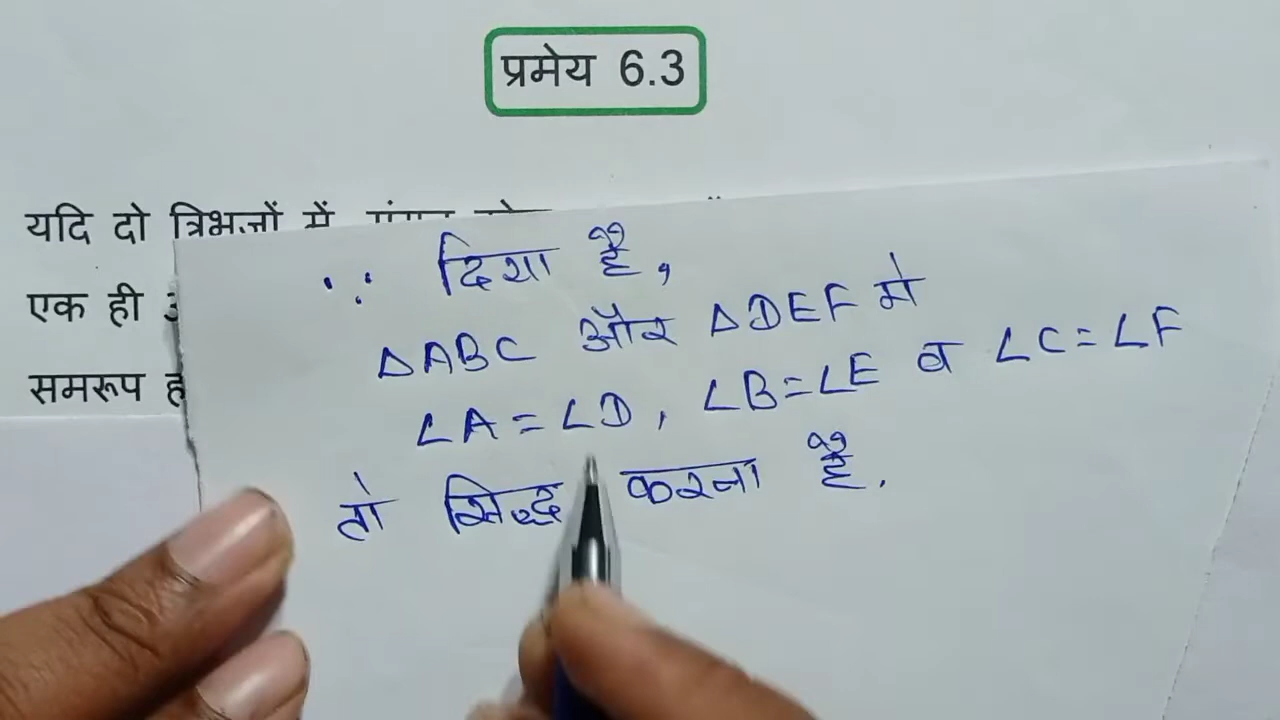 प्रमेय 6.3
यदि दो त्रिभुजों में
∵ दिया है,
एक ही
△ABC और △DEF मे
समरूप
∠A=∠D, ∠B=∠E व ∠C=∠F
तो सिद्ध करना है.